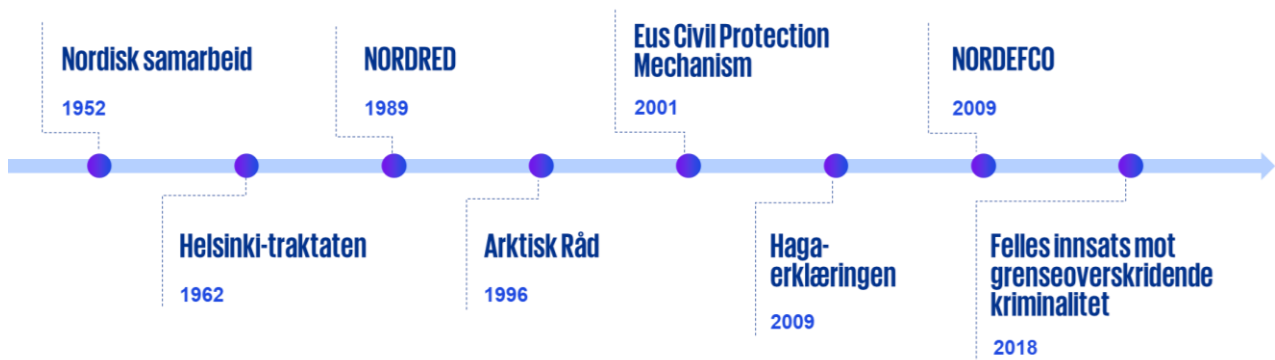 Nordisk samarbeid
1952
Helsinki-traktaten
1962
NORDRED
1989
Arktisk Råd
1996
Eus Civil Protection
Mechanism
2001
Haga-
erklæringen
2009
NORDEFCO
2009
Felles innsats mot
grenseoverskridende
kriminalitet
2018